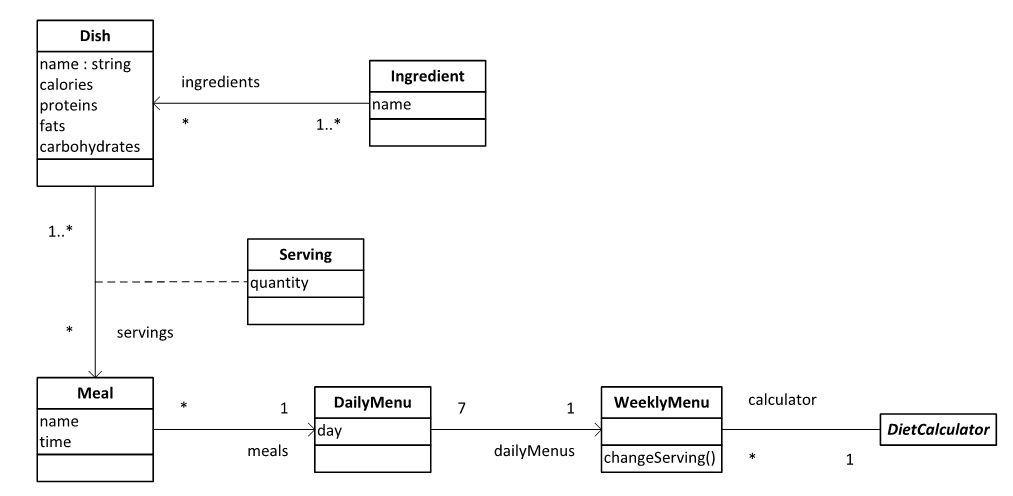 Dish
name : string
calories
proteins
fats
carbohydrates
ingredients
* 1..*
Ingredient
name
1..*
Serving
quantity
* servings
Meal
name
time
* 1
meals
DailyMenu
day
7 1
dailyMenus
WeeklyMenu
changeServing()
calculator
* 1
DietCalculator